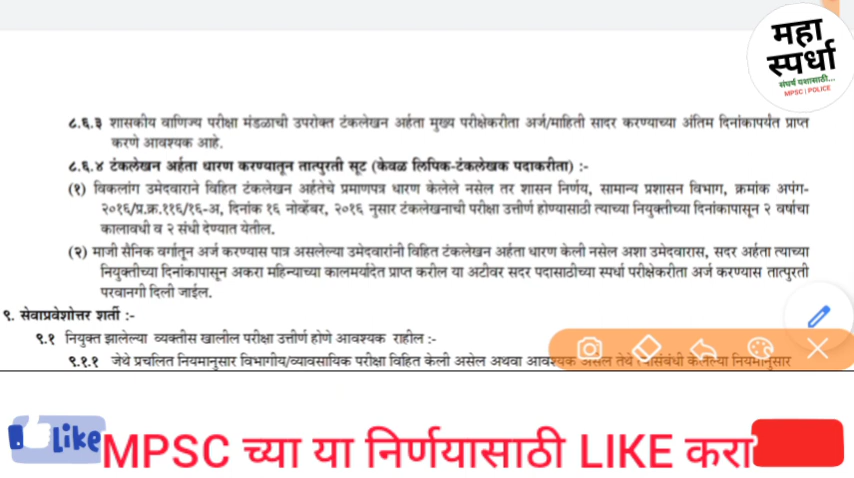 महा
स्पर्धा
संघर्ष यशासाठी...
MPSC | POLICE
८.६.३ शासकीय वाणिज्य परीक्षा मंडळाची उपरोक्त टंकलेखन अर्हता मुख्य परीक्षेकरीता अर्ज/माहिती सादर करण्याच्या अंतिम दिनांकापर्यंत प्राप्त
करणे आवश्यक आहे.
८.६.४ टंकलेखन अर्हता धारण करण्यातून तात्पुरती सूट (केवळ लिपिक-टंकलेखक पदाकरीता) :-
(१) विकलांग उमेदवाराने विहित टंकलेखन अर्हतेचे प्रमाणपत्र धारण केलेले नसेल तर शासन निर्णय, सामान्य प्रशासन विभाग, क्रमांक अपंग-
२०१६/प्र.क्र.११६/१६-अ, दिनांक १६ नोव्हेंबर, २०१६ नुसार टंकलेखनाची परीक्षा उत्तीर्ण होण्यासाठी त्याच्या नियुक्तीच्या दिनांकापासून २ वर्षाचा
कालावधी व २ संधी देण्यात येतील.
(२) माजी सैनिक वर्गातून अर्ज करण्यास पात्र असलेल्या उमेदवारांनी विहित टंकलेखन अर्हता धारण केली नसेल अशा उमेदवारास, सदर अर्हता त्याच्या
नियुक्तीच्या दिनांकापासून अकरा महिन्याच्या कालमर्यादेत प्राप्त करील या अटीवर सदर पदासाठीच्या स्पर्धा परीक्षेकरीता अर्ज करण्यास तात्पुरती
परवानगी दिली जाईल.
९. सेवाप्रवेशोत्तर शर्ती :-
९.१ नियुक्त झालेल्या व्यक्तीस खालील परीक्षा उत्तीर्ण होणे आवश्यक राहील :-
९.१.१ जेथे प्रचलित नियमानुसार विभागीय/व्यावसायिक परीक्षा विहित केली असेल अथवा आवश्यक असेल तेथे त्यासंबंधी केलेल्या नियमानुसार
Like
MPSC च्या या निर्णयासाठी LIKE करा